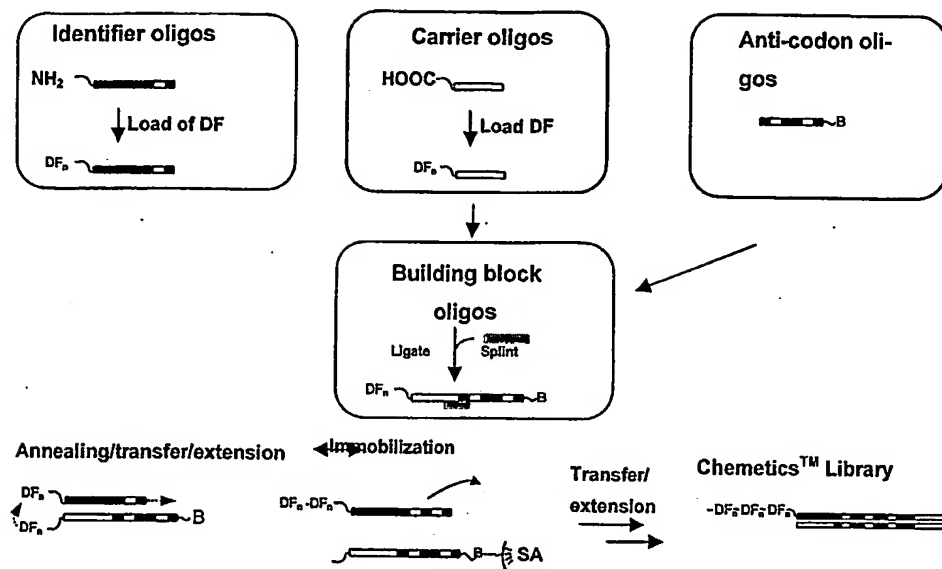 Identifier oligos
NH2
Load of DF
DFn
Carrier oligos
HOOC
Load DF
DFn
Anti-codon oli-
gos
B
Building block
oligos
Ligate
Splint
DFn
B
Annealing/transfer/extension
Immobilization
DFn
DFn
B
DFn-DFn
B
SA
Transfer/
extension
Chemetics™ Library
-DFn-DFn-DFn